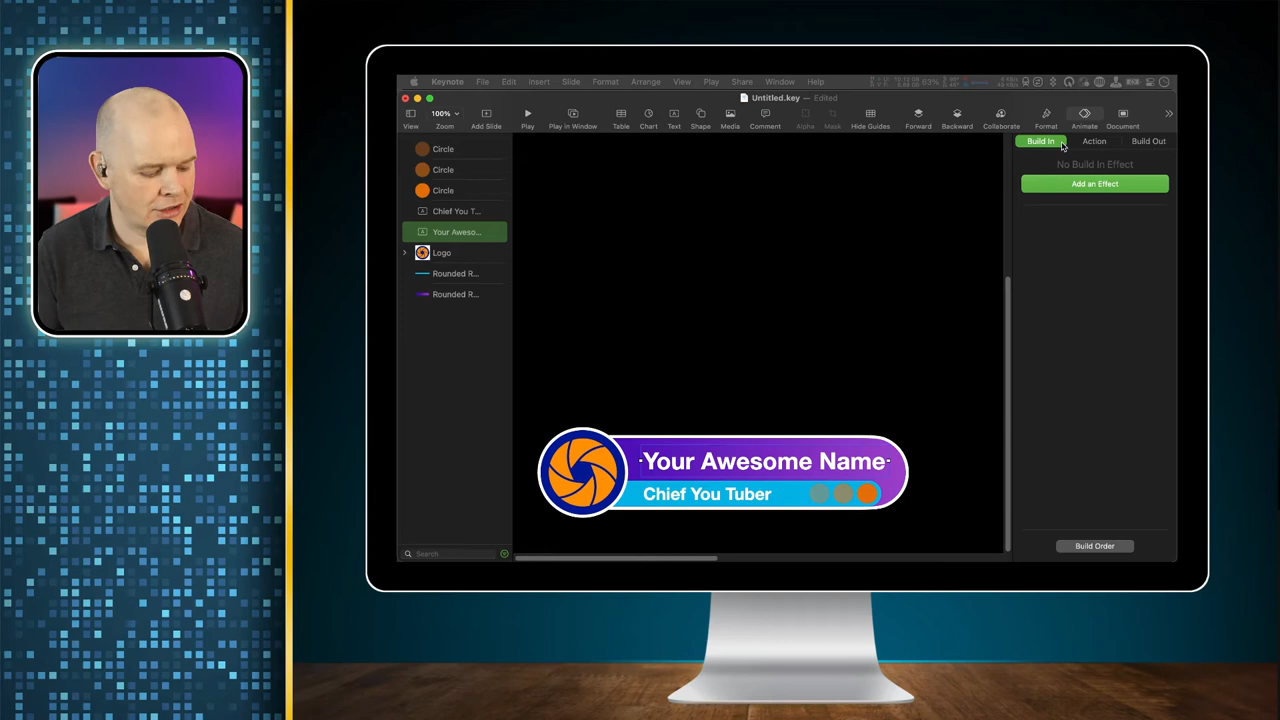 Keynote File Edit Insert Slide Format Arrange View Play Share Window Help
Untitled.key — Edited
100%
View Zoom Add Slide Play Play in Window Table Chart Text Shape Media Comment Alpha Mask Hide Guides Forward Backward Collaborate Format Animate Document
Build In Action Build Out
Circle
No Build In Effect
Circle
Add an Effect
Circle
Chief You T...
Your Aweso...
Logo
Rounded R...
Rounded R...
Your Awesome Name
Chief You Tuber
Build Order
Search